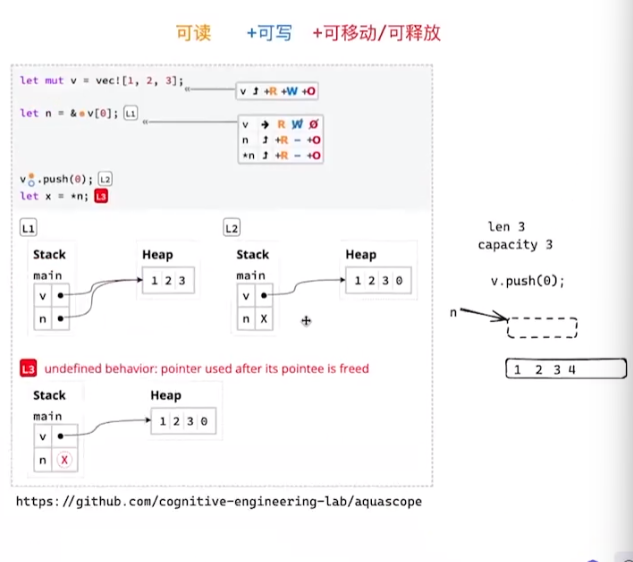 可读 +可写 +可移动/可释放
let mut v = vec![1, 2, 3];
v ↥ +R +W +O
let n = &v[0]; L1
v → R W O
n ↥ +R - +O
*n ↥ +R - +O
v.push(0); L2
let x = *n; L3
L1
Stack Heap
main
v
n
1 2 3
L2
Stack Heap
main
v
n X
1 2 3 0
len 3
capacity 3
v.push(0);
n
1 2 3 4
L3 undefined behavior: pointer used after its pointee is freed
Stack Heap
main
v
n X
1 2 3 0
https://github.com/cognitive-engineering-lab/aquascope